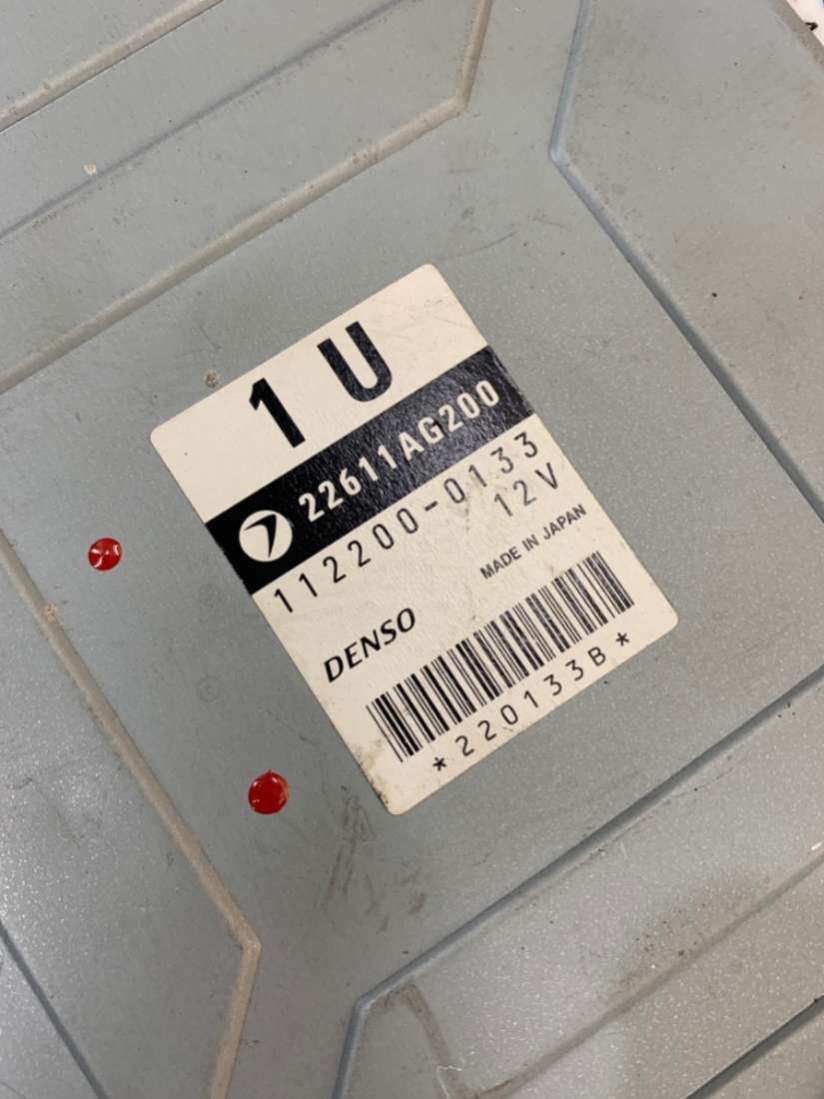 1 U
22611AG200
112200-0133
12V
DENSO
MADE IN JAPAN
*220133B*